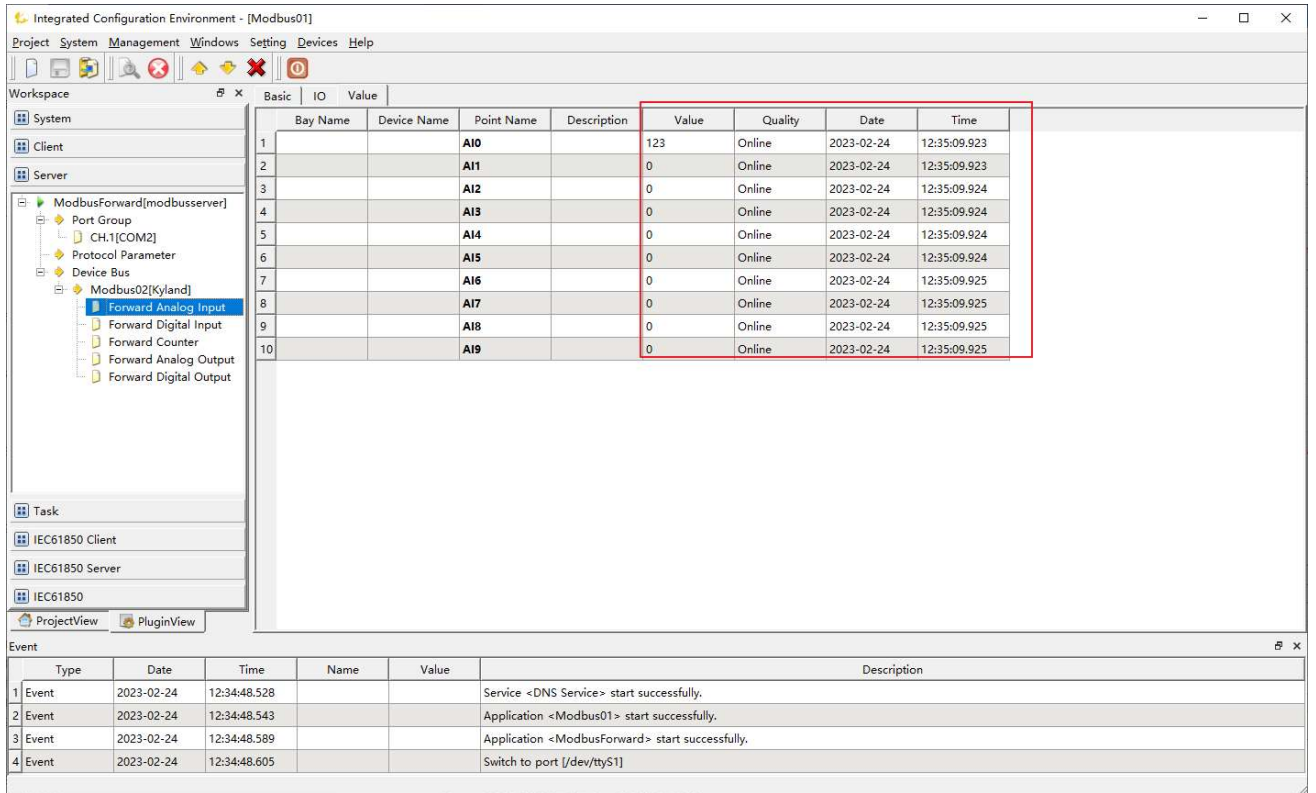 Integrated Configuration Environment - [Modbus01]
Project System Management Windows Setting Devices Help
Workspace
System
Client
Server
ModbusForward[modbusserver]
Port Group
CH.1[COM2]
Protocol Parameter
Device Bus
Modbus02[Kyland]
Forward Analog Input
Forward Digital Input
Forward Counter
Forward Analog Output
Forward Digital Output
Task
IEC61850 Client
IEC61850 Server
IEC61850
ProjectView PluginView
Basic IO Value
Bay Name Device Name Point Name Description Value Quality Date Time
1 AI0 123 Online 2023-02-24 12:35:09.923
2 AI1 0 Online 2023-02-24 12:35:09.923
3 AI2 0 Online 2023-02-24 12:35:09.924
4 AI3 0 Online 2023-02-24 12:35:09.924
5 AI4 0 Online 2023-02-24 12:35:09.924
6 AI5 0 Online 2023-02-24 12:35:09.924
7 AI6 0 Online 2023-02-24 12:35:09.925
8 AI7 0 Online 2023-02-24 12:35:09.925
9 AI8 0 Online 2023-02-24 12:35:09.925
10 AI9 0 Online 2023-02-24 12:35:09.925
Event
Type Date Time Name Value Description
1 Event 2023-02-24 12:34:48.528 Service <DNS Service> start successfully.
2 Event 2023-02-24 12:34:48.543 Application <Modbus01> start successfully.
3 Event 2023-02-24 12:34:48.589 Application <ModbusForward> start successfully.
4 Event 2023-02-24 12:34:48.605 Switch to port [/dev/ttyS1]